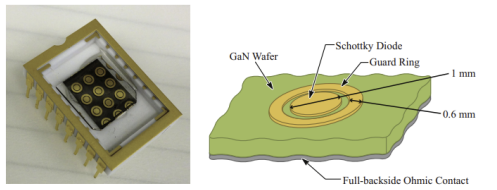 Schottky Diode
GaN Wafer
Guard Ring
1 mm
0.6 mm
Full-backside Ohmic Contact